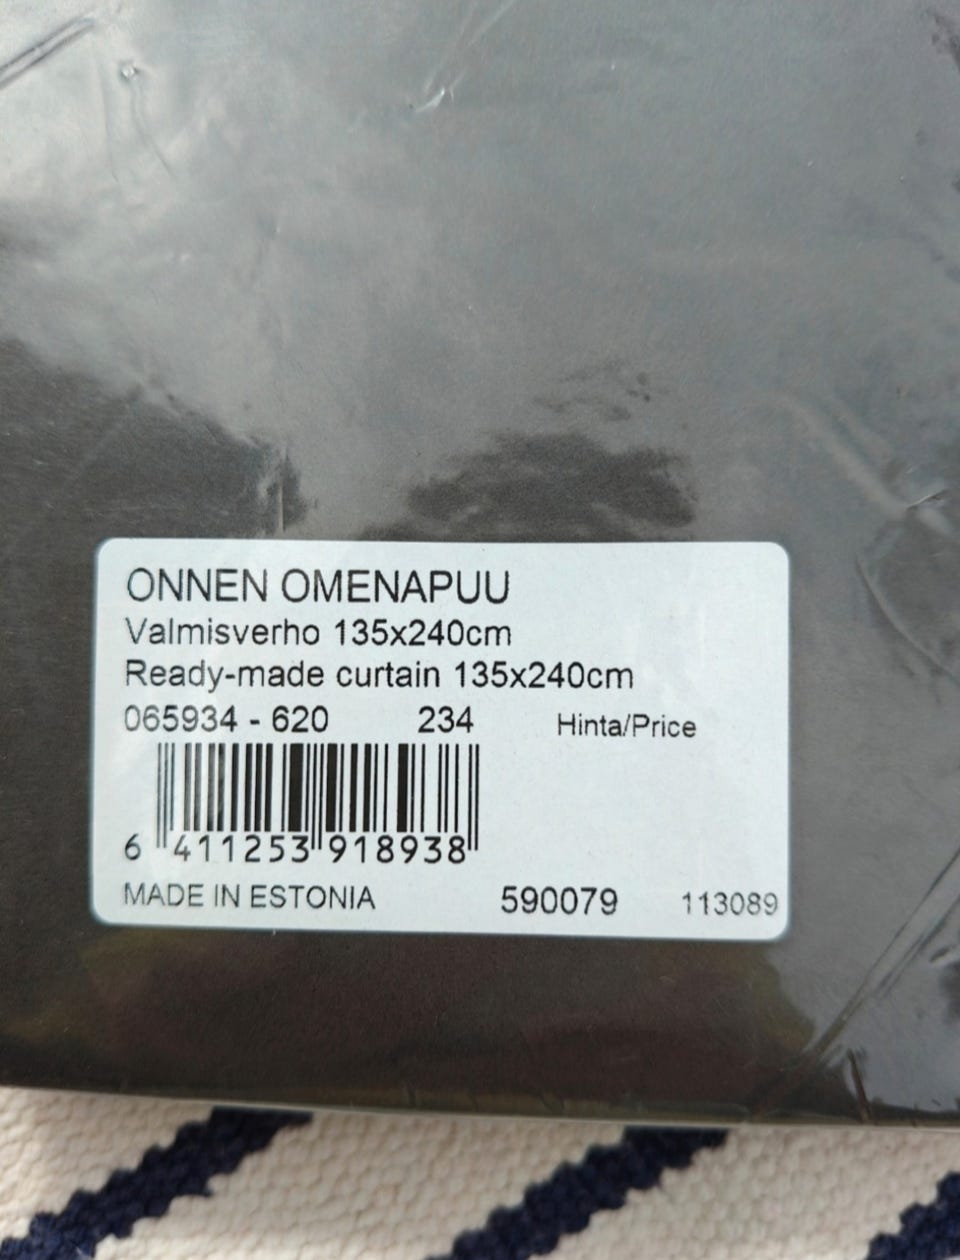 ONNEN OMENAPUU
Valmisverho 135x240cm
Ready-made curtain 135x240cm
065934 - 620 234 Hinta/Price
6 411253 918938
MADE IN ESTONIA 590079 113089